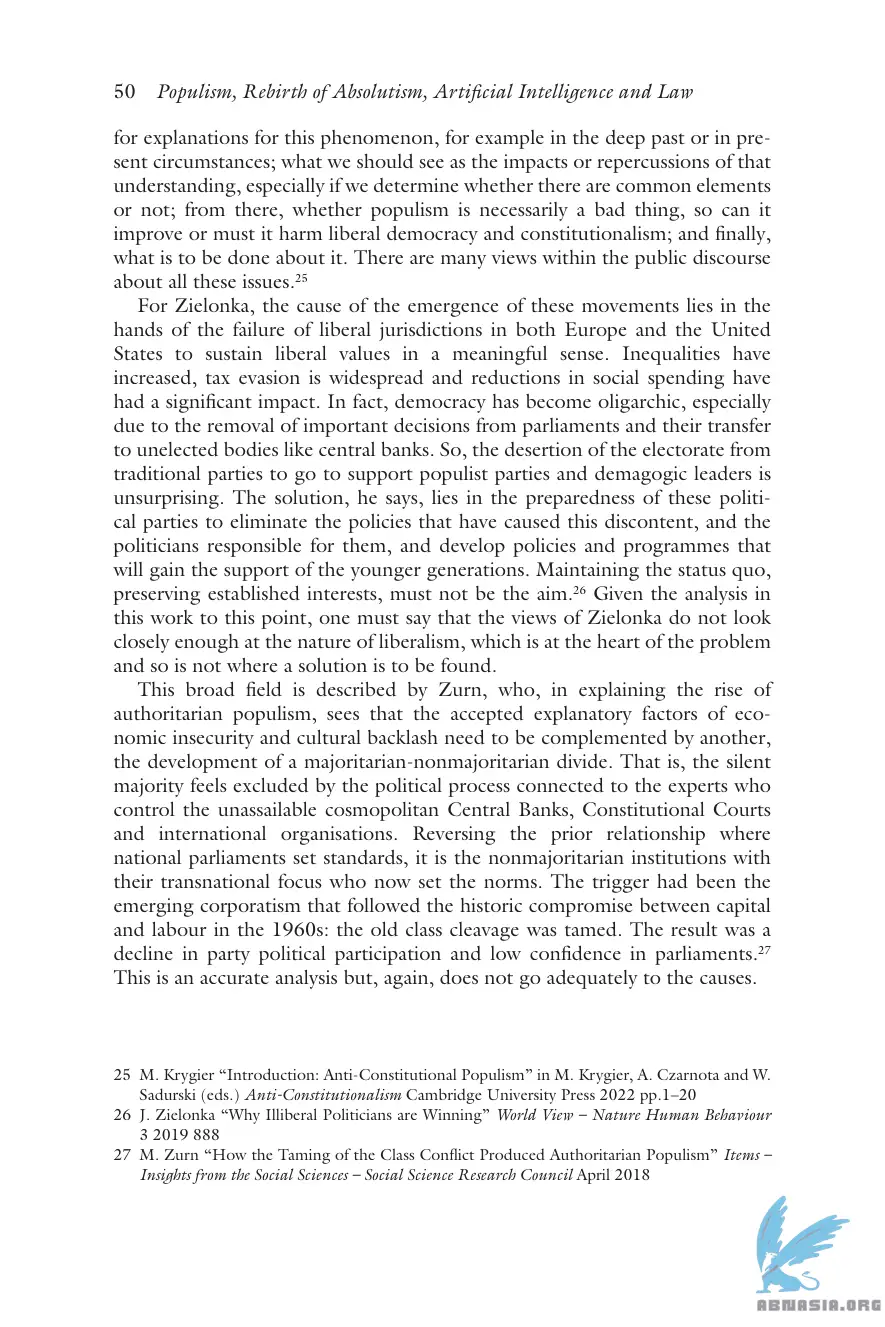 50 Populism, Rebirth of Absolutism, Artificial Intelligence and Law
for explanations for this phenomenon, for example in the deep past or in pre-
sent circumstances; what we should see as the impacts or repercussions of that
understanding, especially if we determine whether there are common elements
or not; from there, whether populism is necessarily a bad thing, so can it
improve or must it harm liberal democracy and constitutionalism; and finally,
what is to be done about it. There are many views within the public discourse
about all these issues.25
For Zielonka, the cause of the emergence of these movements lies in the
hands of the failure of liberal jurisdictions in both Europe and the United
States to sustain liberal values in a meaningful sense. Inequalities have
increased, tax evasion is widespread and reductions in social spending have
had a significant impact. In fact, democracy has become oligarchic, especially
due to the removal of important decisions from parliaments and their transfer
to unelected bodies like central banks. So, the desertion of the electorate from
traditional parties to go to support populist parties and demagogic leaders is
unsurprising. The solution, he says, lies in the preparedness of these politi-
cal parties to eliminate the policies that have caused this discontent, and the
politicians responsible for them, and develop policies and programmes that
will gain the support of the younger generations. Maintaining the status quo,
preserving established interests, must not be the aim.26 Given the analysis in
this work to this point, one must say that the views of Zielonka do not look
closely enough at the nature of liberalism, which is at the heart of the problem
and so is not where a solution is to be found.
This broad field is described by Zurn, who, in explaining the rise of
authoritarian populism, sees that the accepted explanatory factors of eco-
nomic insecurity and cultural backlash need to be complemented by another,
the development of a majoritarian-nonmajoritarian divide. That is, the silent
majority feels excluded by the political process connected to the experts who
control the unassailable cosmopolitan Central Banks, Constitutional Courts
and international organisations. Reversing the prior relationship where
national parliaments set standards, it is the nonmajoritarian institutions with
their transnational focus who now set the norms. The trigger had been the
emerging corporatism that followed the historic compromise between capital
and labour in the 1960s: the old class cleavage was tamed. The result was a
decline in party political participation and low confidence in parliaments.27
This is an accurate analysis but, again, does not go adequately to the causes.
25 M. Krygier “Introduction: Anti-Constitutional Populism” in M. Krygier, A. Czarnota and W.
Sadurski (eds.) Anti-Constitutionalism Cambridge University Press 2022 pp.1–20
26 J. Zielonka “Why Illiberal Politicians are Winning” World View – Nature Human Behaviour
3 2019 888
27 M. Zurn “How the Taming of the Class Conflict Produced Authoritarian Populism” Items –
Insights from the Social Sciences – Social Science Research Council April 2018
ABNASIA.ORG